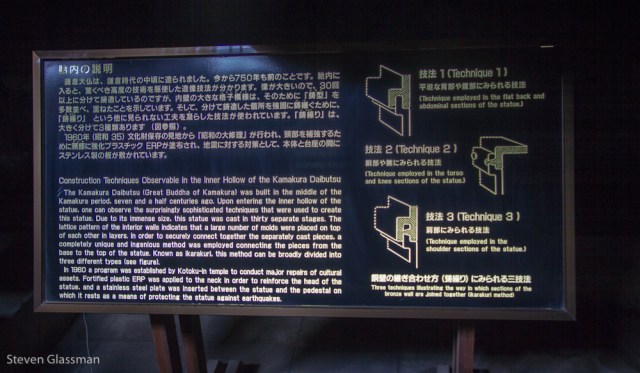 胎内の説明
鎌倉大仏は、鎌倉時代の中頃に造られました。今から750年も前のことです。胎内に
入ると、驚くべき高度の技術を駆使した造像技法が分かります。像が大きいので、30回
以上に分けて鋳造しているのですが、内壁の大きな格子模様は、そのために「鋳型」を
多数並べ、重ねたことを示しています。そして、分けて鋳造した個所を強固に鋳継ぐために、
「鋳繰り」 という他に見られない工夫を凝らした技法が使われています。「鋳繰り」は、
大きく分けて3種類あります (図参照)。
1960年(昭和 35) 文化財保存の見地から「昭和の大修理」が行われ、頸部を補強するた
めに頸部に強化プラスチック ERPが塗布され、地震に対する対策として、本体と台座の間に
ステンレス製の板が敷かれています。
Construction Techniques Observable in the Inner Hollow of the Kamakura Daibutsu
The Kamakura Daibutsu (Great Buddha of Kamakura) was built in the middle of the
Kamakura period, seven and a half centuries ago. Upon entering the inner hollow of the
statue, one can observe the surprisingly sophisticated techniques that were used to create
this statue. Due to its immense size, this statue was cast in thirty separate stages. The
lattice pattern of the interior walls indicates that a large number of molds were placed on top
of each other in layers. In order to securely connect together the separately cast pieces, a
completely unique and ingenious method was employed connecting the pieces from the
base to the top of the statue. Known as ikarakuri, this method can be broadly divided into
three different types (see figure).
In 1960 a program was established by Kotoku-in temple to conduct major repairs of cultural
assets. Fortified plastic ERP was applied to the neck in order to reinforce the head of the
statue, and a stainless steel plate was inserted between the statue and the pedestal on
which it rests as a means of protecting the statue against earthquakes.
技法 1 (Technique 1)
平坦な背部や腹部にみられる技法
(Technique employed in the flat back and
abdominal sections of the statue.)
技法 2 (Technique 2)
胴部や膝にみられる技法
(Technique employed in the torso
and knee sections of the statue.)
技法 3 (Technique 3)
肩部にみられる技法
(Technique employed in the
shoulder sections of the statue.)
銅壁の継ぎ合わせ方 (鋳繰り) にみられる三技法
Three techniques illustrating the way in which sections of the
bronze wall are Joined together (ikarakuri method)
Steven Glassman